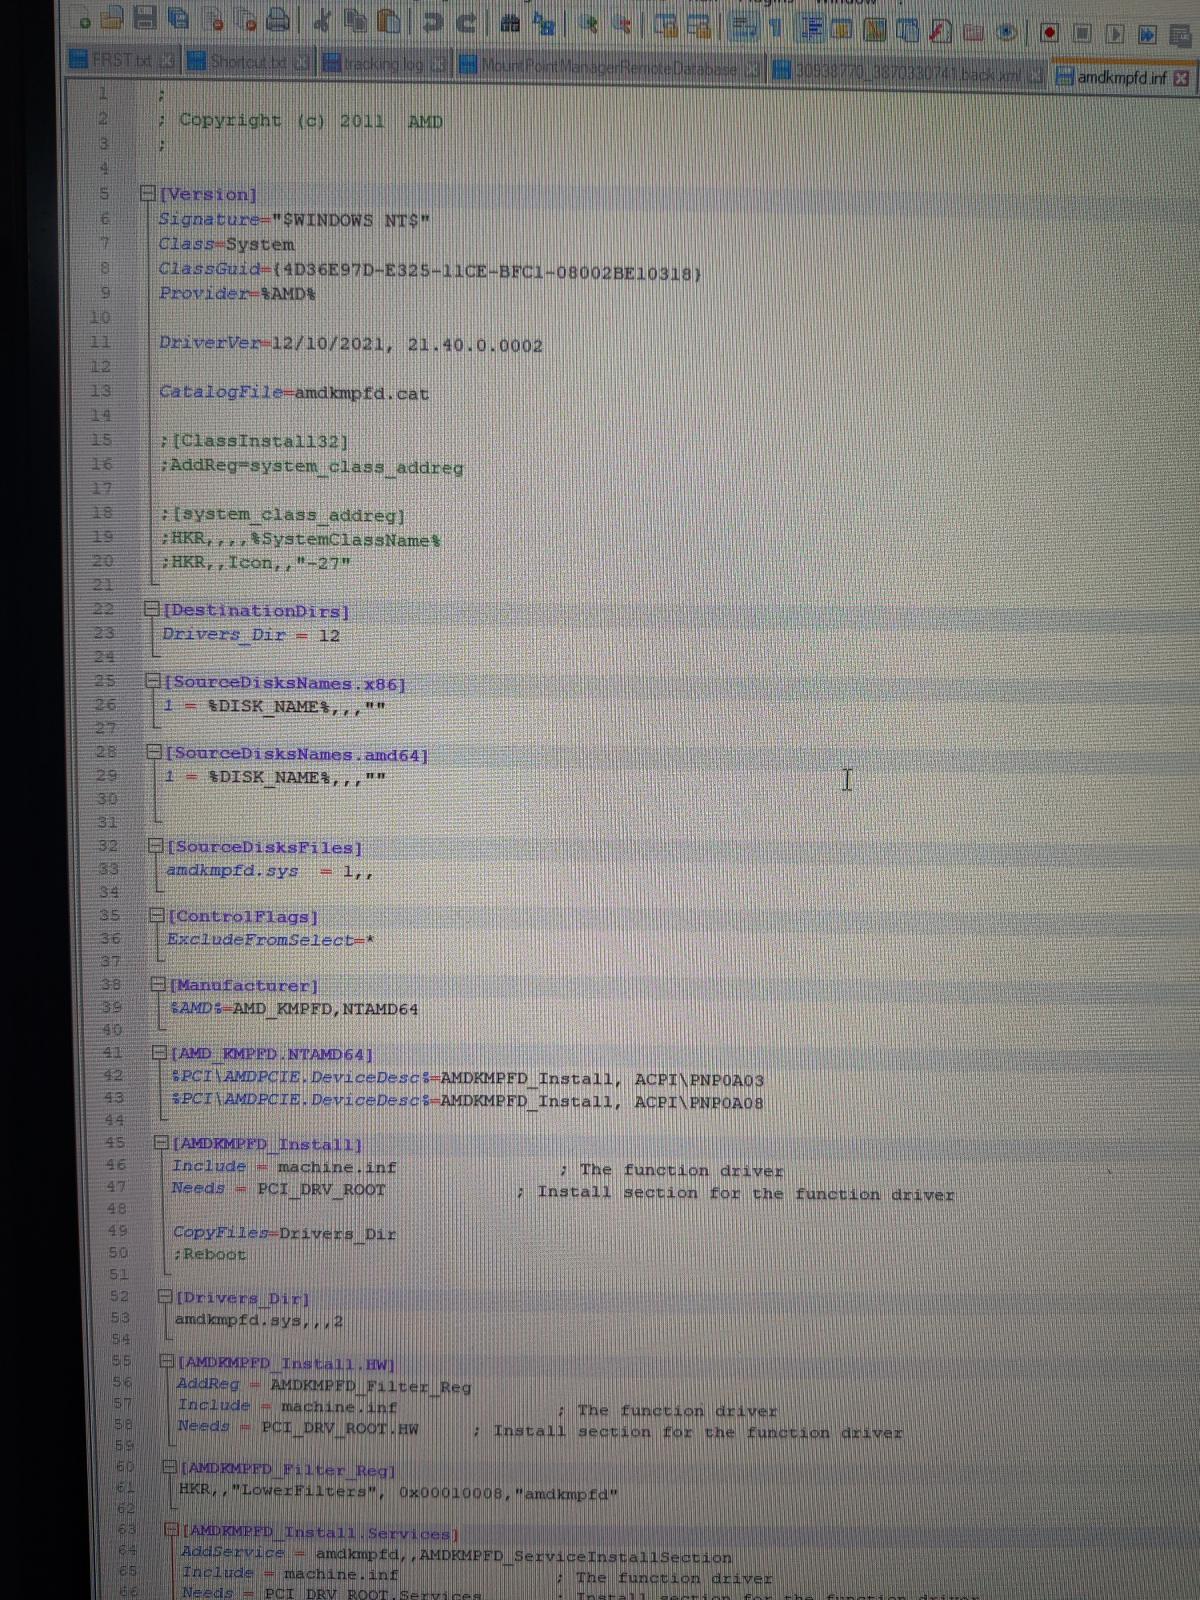 FRST.txt
Shortcut.txt
tracking.log
MountPointManagerRemoteDatabase
30938770_3870330741.back.xml
amdkmpfd.inf
1 ;
2 ; Copyright (c) 2011  AMD
3 ;
4
5 [Version]
6 Signature="$WINDOWS NT$"
7 Class=System
8 ClassGuid={4D36E97D-E325-11CE-BFC1-08002BE10318}
9 Provider=%AMD%
10
11 DriverVer=12/10/2021, 21.40.0.0002
12
13 CatalogFile=amdkmpfd.cat
14
15 ;[ClassInstall32]
16 ;AddReg=system_class_addreg
17
18 ;[system_class_addreg]
19 ;HKR,,,,%SystemClassName%
20 ;HKR,,Icon,,"-27"
21
22 [DestinationDirs]
23 Drivers_Dir = 12
24
25 [SourceDisksNames.x86]
26 1 = %DISK_NAME%,,,""
27
28 [SourceDisksNames.amd64]
29 1 = %DISK_NAME%,,,""
30
31
32 [SourceDisksFiles]
33 amdkmpfd.sys  = 1,,
34
35 [ControlFlags]
36 ExcludeFromSelect=*
37
38 [Manufacturer]
39 %AMD%=AMD_KMPFD,NTAMD64
40
41 [AMD_KMPFD.NTAMD64]
42 %PCI\AMDPCIE.DeviceDesc%=AMDKMPFD_Install, ACPI\PNP0A03
43 %PCI\AMDPCIE.DeviceDesc%=AMDKMPFD_Install, ACPI\PNP0A08
44
45 [AMDKMPFD_Install]
46 Include = machine.inf ; The function driver
47 Needs = PCI_DRV_ROOT ; Install section for the function driver
48
49 CopyFiles=Drivers_Dir
50 ;Reboot
51
52 [Drivers_Dir]
53 amdkmpfd.sys,,,2
54
55 [AMDKMPFD_Install.HW]
56 AddReg = AMDKMPFD_Filter_Reg
57 Include = machine.inf ; The function driver
58 Needs = PCI_DRV_ROOT.HW ; Install section for the function driver
59
60 [AMDKMPFD_Filter_Reg]
61 HKR,,"LowerFilters", 0x00010008,"amdkmpfd"
62
63 [AMDKMPFD_Install.Services]
64 AddService = amdkmpfd,,AMDKMPFD_ServiceInstallSection
65 Include = machine.inf ; The function driver
66 Needs = PCI_DRV_ROOT.Services ; Install section for the function driver